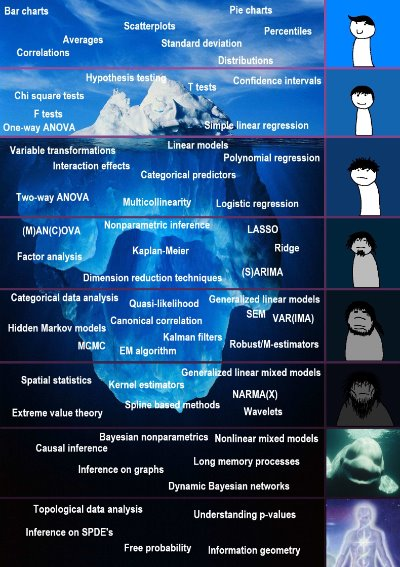 Bar charts
Pie charts
Scatterplots
Percentiles
Averages
Standard deviation
Correlations
Distributions
Hypothesis testing
Confidence intervals
T tests
Chi square tests
F tests
One-way ANOVA
Simple linear regression
Variable transformations
Linear models
Polynomial regression
Interaction effects
Categorical predictors
Two-way ANOVA
Multicollinarity
Logistic regression
Nonparametric inference
(M)AN(C)OVA
LASSO
Kaplan-Meier
Ridge
Factor analysis
Dimension reduction techniques
(S)ARIMA
Categorical data analysis
Quasi-likelihood
Generalized linear models
SEM
VAR(IMA)
Canonical correlation
Hidden Markov models
Kalman filters
MCMC
EM algorithm
Robust/M-estimators
Generalized linear mixed models
Spatial statistics
Kernel estimators
NARMA(X)
Spline based methods
Extreme value theory
Wavelets
Bayesian nonparametrics
Nonlinear mixed models
Causal inference
Long memory processes
Inference on graphs
Dynamic Bayesian networks
Topological data analysis
Understanding p-values
Inference on SPDE's
Free probability
Information geometry